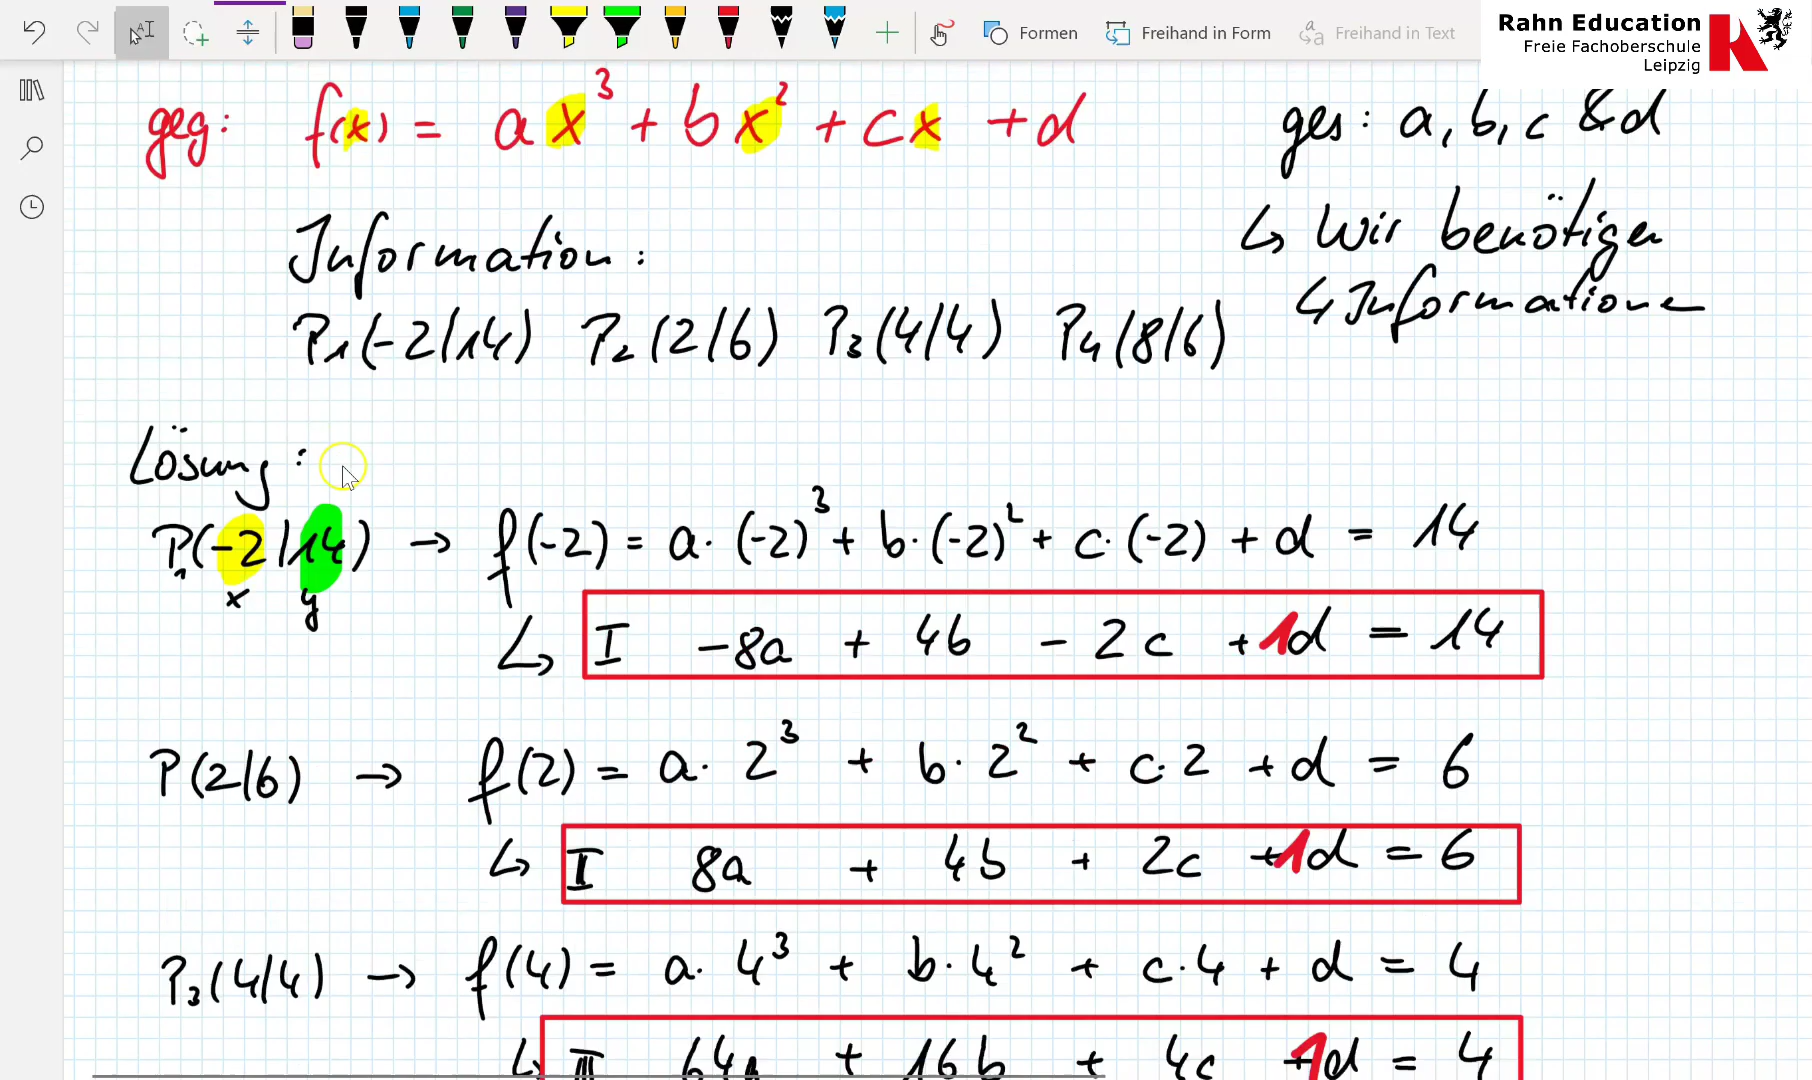 Formen Freihand in Form Freihand in Text
Rahn Education
Freie Fachoberschule
Leipzig
geg: f(x) = ax³ + bx² + cx + d
ges: a, b, c & d
↳ Wir benötigen
4 Informationen
Information:
P₁(-2/14) P₂(2/6) P₃(4/4) P₄(8/6)
Lösung:
P₁(-2/14) → f(-2) = a·(-2)³ + b·(-2)² + c·(-2) + d = 14
x y
↳ I -8a + 4b - 2c + 1d = 14
P(2/6) → f(2) = a·2³ + b·2² + c·2 + d = 6
↳ II 8a + 4b + 2c + 1d = 6
P₃(4/4) → f(4) = a·4³ + b·4² + c·4 + d = 4
↳ III 64a + 16b + 4c + 1d = 4